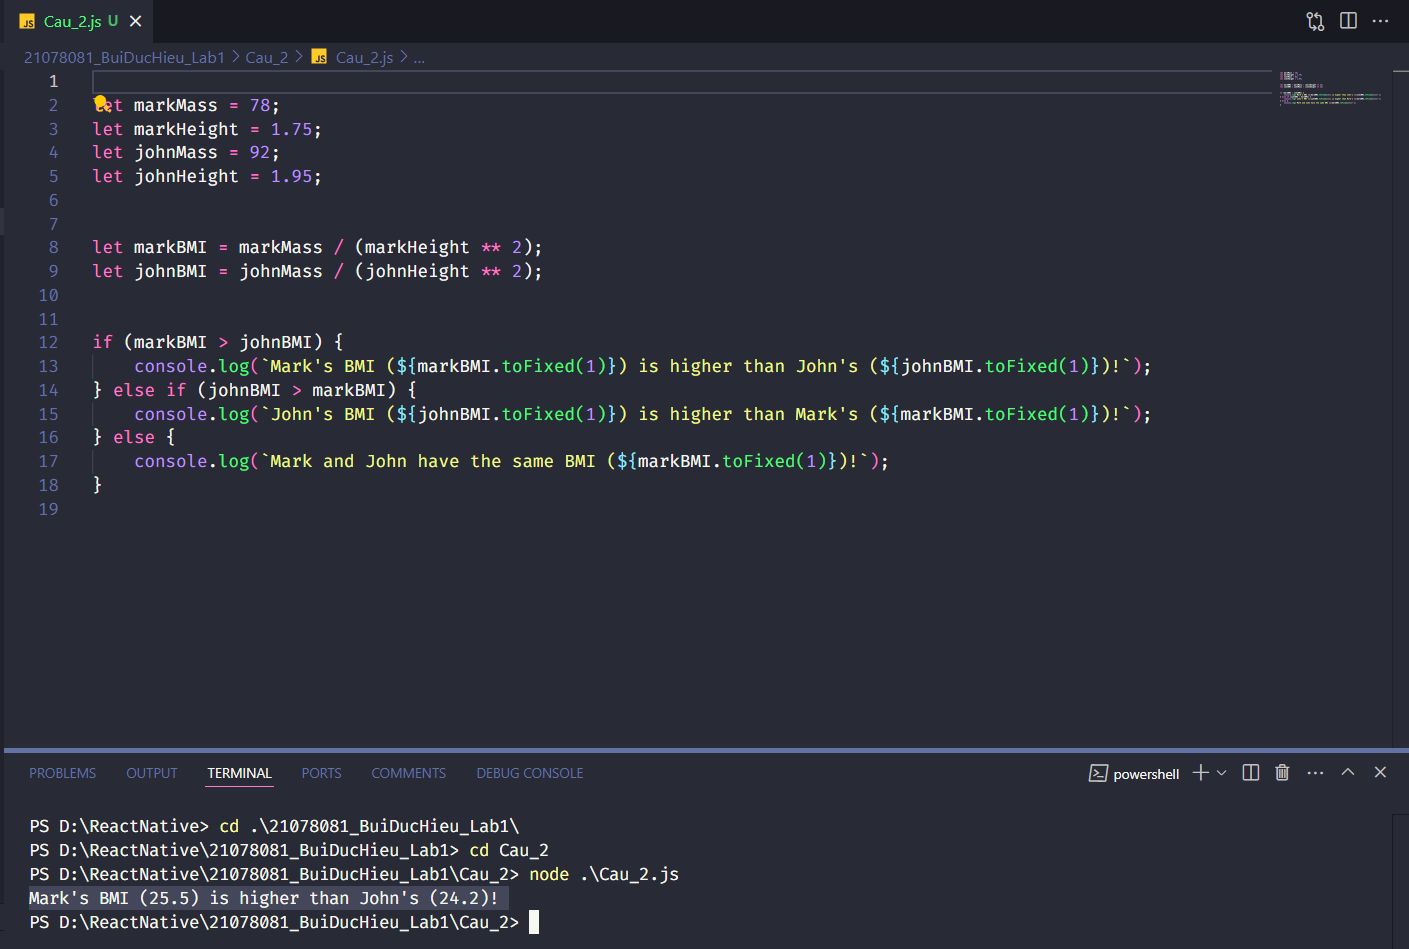 JS Cau_2.js U
21078081_BuiDucHieu_Lab1 > Cau_2 > JS Cau_2.js > ...
1
2 let markMass = 78;
3 let markHeight = 1.75;
4 let johnMass = 92;
5 let johnHeight = 1.95;
6
7
8 let markBMI = markMass / (markHeight ** 2);
9 let johnBMI = johnMass / (johnHeight ** 2);
10
11
12 if (markBMI > johnBMI) {
13     console.log(`Mark's BMI (${markBMI.toFixed(1)}) is higher than John's (${johnBMI.toFixed(1)})!`);
14 } else if (johnBMI > markBMI) {
15     console.log(`John's BMI (${johnBMI.toFixed(1)}) is higher than Mark's (${markBMI.toFixed(1)})!`);
16 } else {
17     console.log(`Mark and John have the same BMI (${markBMI.toFixed(1)})!`);
18 }
19
PROBLEMS OUTPUT TERMINAL PORTS COMMENTS DEBUG CONSOLE powershell
PS D:\ReactNative> cd .\21078081_BuiDucHieu_Lab1\
PS D:\ReactNative\21078081_BuiDucHieu_Lab1> cd Cau_2
PS D:\ReactNative\21078081_BuiDucHieu_Lab1\Cau_2> node .\Cau_2.js
Mark's BMI (25.5) is higher than John's (24.2)!
PS D:\ReactNative\21078081_BuiDucHieu_Lab1\Cau_2>